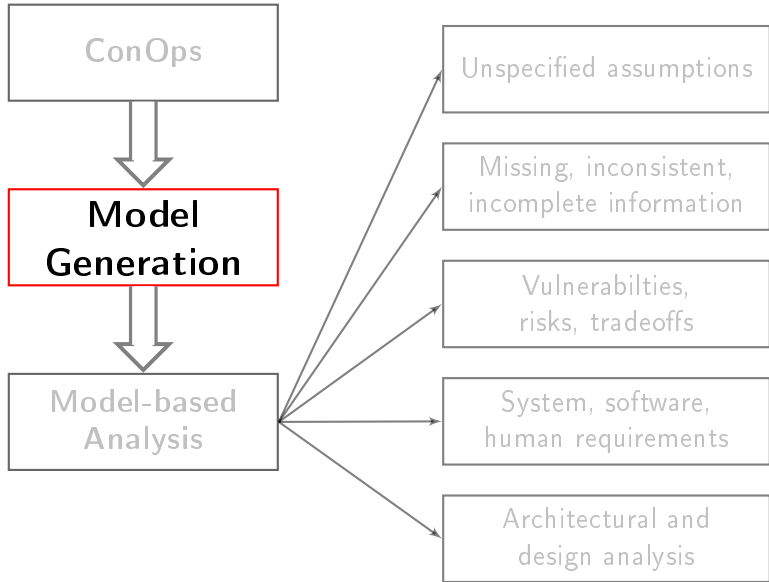 ConOps
Model
Generation
Model-based
Analysis
Unspecified assumptions
Missing, inconsistent,
incomplete information
Vulnerabilties,
risks, tradeoffs
System, software,
human requirements
Architectural and
design analysis